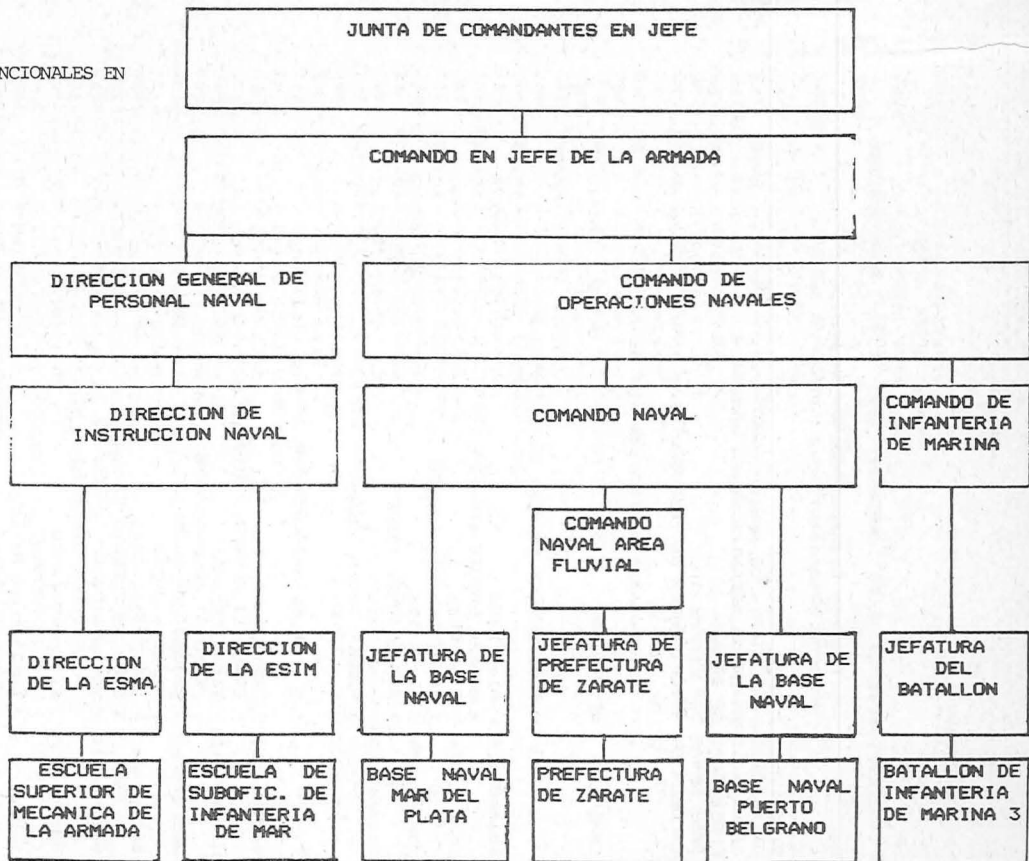 JUNTA DE COMANDANTES EN JEFE
NCIONALES EN
COMANDO EN JEFE DE LA ARMADA
DIRECCION GENERAL DE
PERSONAL NAVAL
COMANDO DE
OPERACIONES NAVALES
DIRECCION DE
INSTRUCCION NAVAL
COMANDO NAVAL
COMANDO DE
INFANTERIA
DE MARINA
COMANDO
NAVAL AREA
FLUVIAL
DIRECCION
DE LA ESMA
DIRECCION
DE LA ESIM
JEFATURA DE
LA BASE
NAVAL
JEFATURA DE
PREFECTURA
DE ZARATE
JEFATURA DE
LA BASE
NAVAL
JEFATURA
DEL
BATALLON
ESCUELA
SUPERIOR DE
MECANICA DE
LA ARMADA
ESCUELA DE
SUBOFIC. DE
INFANTERIA
DE MAR
BASE NAVAL
MAR DEL
PLATA
PREFECTURA
DE ZARATE
BASE NAVAL
PUERTO
BELGRANO
BATALLON DE
INFANTERIA
DE MARINA 3